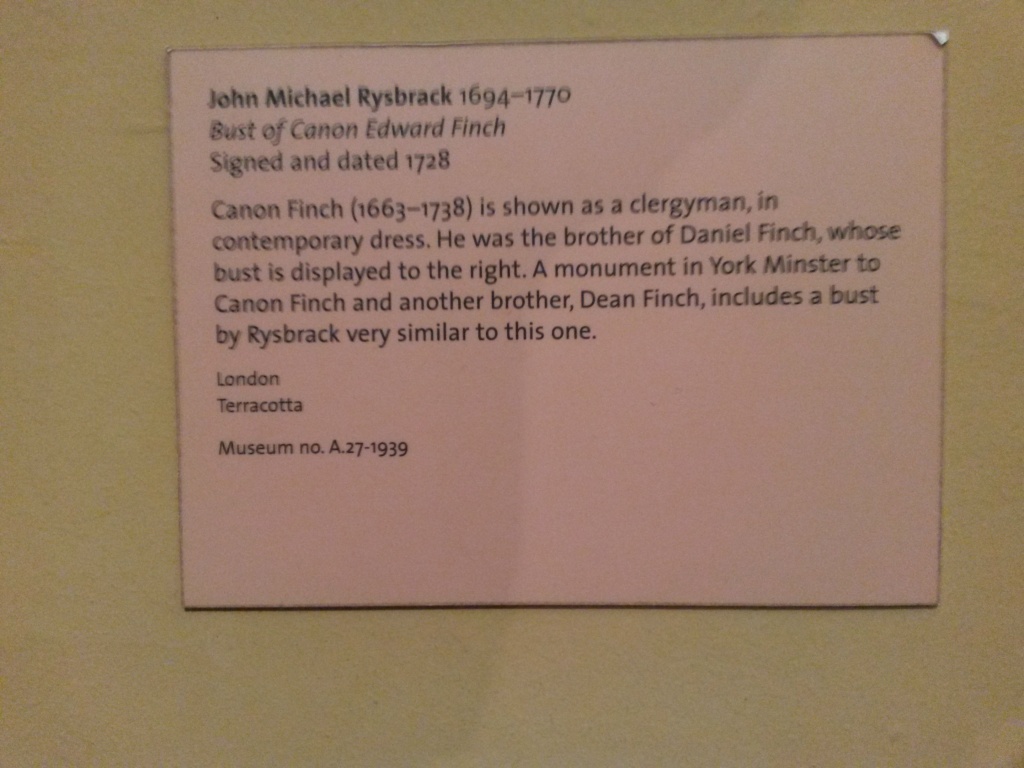 John Michael Rysbrack 1694–1770
Bust of Canon Edward Finch
Signed and dated 1728
Canon Finch (1663–1738) is shown as a clergyman, in
contemporary dress. He was the brother of Daniel Finch, whose
bust is displayed to the right. A monument in York Minster to
Canon Finch and another brother, Dean Finch, includes a bust
by Rysbrack very similar to this one.
London
Terracotta
Museum no. A.27-1939